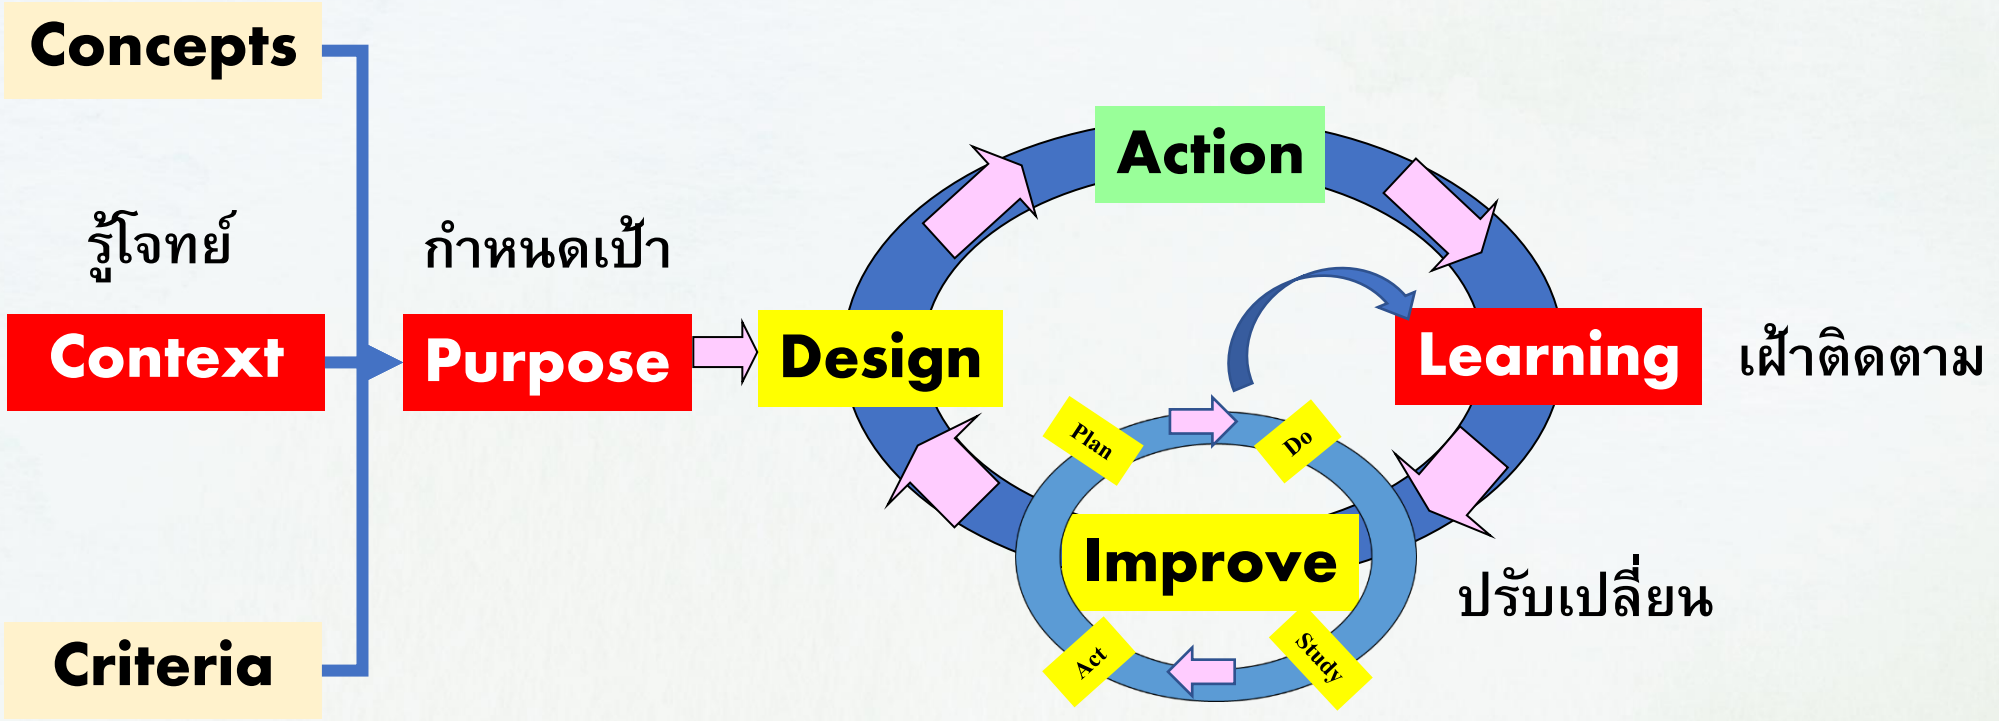 Concepts
รู้โจทย์
Context
Criteria
กำหนดเป้า
Purpose
Design
Action
Learning
เฝ้าติดตาม
Improve
ปรับเปลี่ยน
Plan
Do
Study
Act